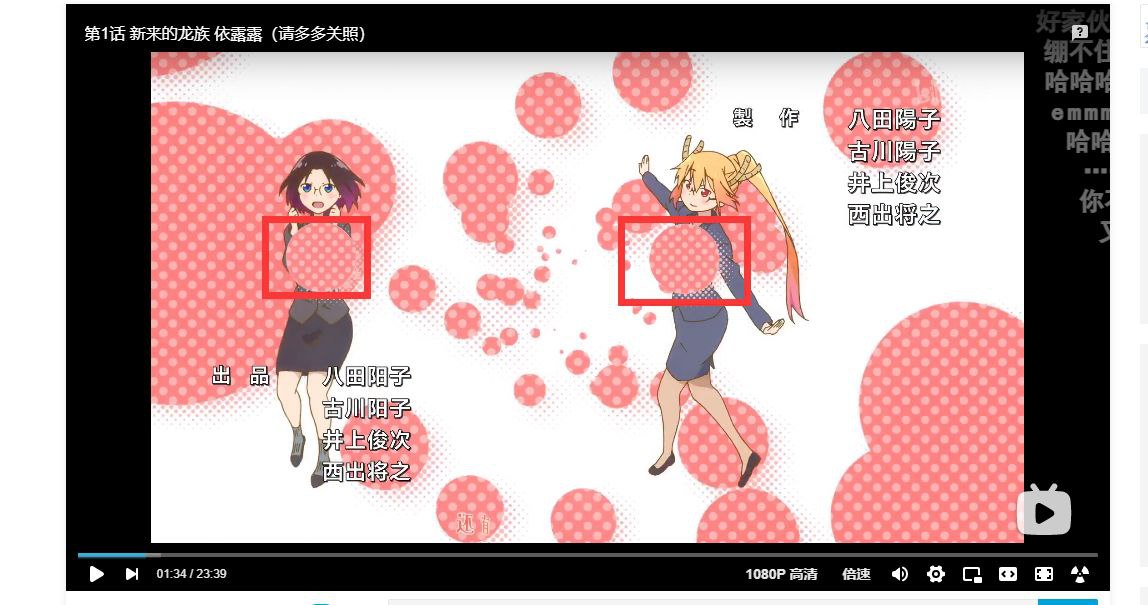 第1话 新来的龙族 依露露（请多多关照）
好家伙
绷不住
哈哈哈
emmm
哈哈
...
你不
又
製 作
八田陽子
古川陽子
井上俊次
西出将之
出 品
八田阳子
古川阳子
井上俊次
西出将之
01:34 / 23:39
1080P 高清
倍速